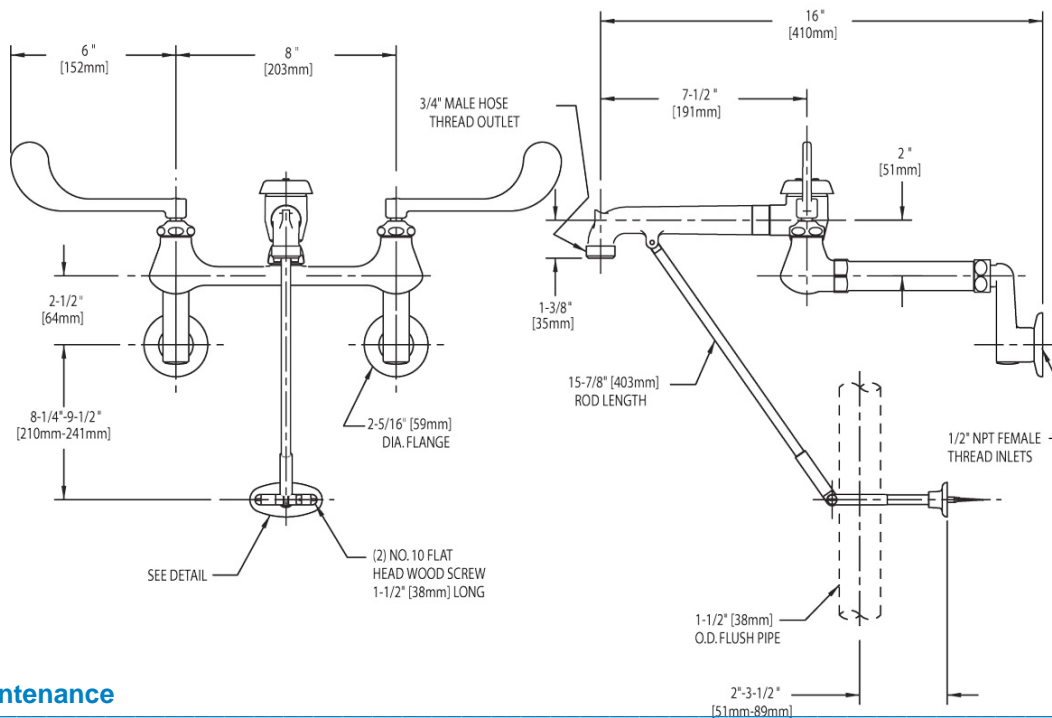 6 "
[152mm]
8 "
[203mm]
16 "
[410mm]
7-1/2 "
[191mm]
3/4" MALE HOSE
THREAD OUTLET
2 "
[51mm]
2-1/2"
[64mm]
1-3/8"
[35mm]
8-1/4"-9-1/2"
[210mm-241mm]
2-5/16" [59mm]
DIA. FLANGE
15-7/8" [403mm]
ROD LENGTH
1/2" NPT FEMALE
THREAD INLETS
SEE DETAIL
(2) NO. 10 FLAT
HEAD WOOD SCREW
1-1/2" [38mm] LONG
1-1/2" [38mm]
O.D. FLUSH PIPE
2"-3-1/2"
[51mm-89mm]
ntenance